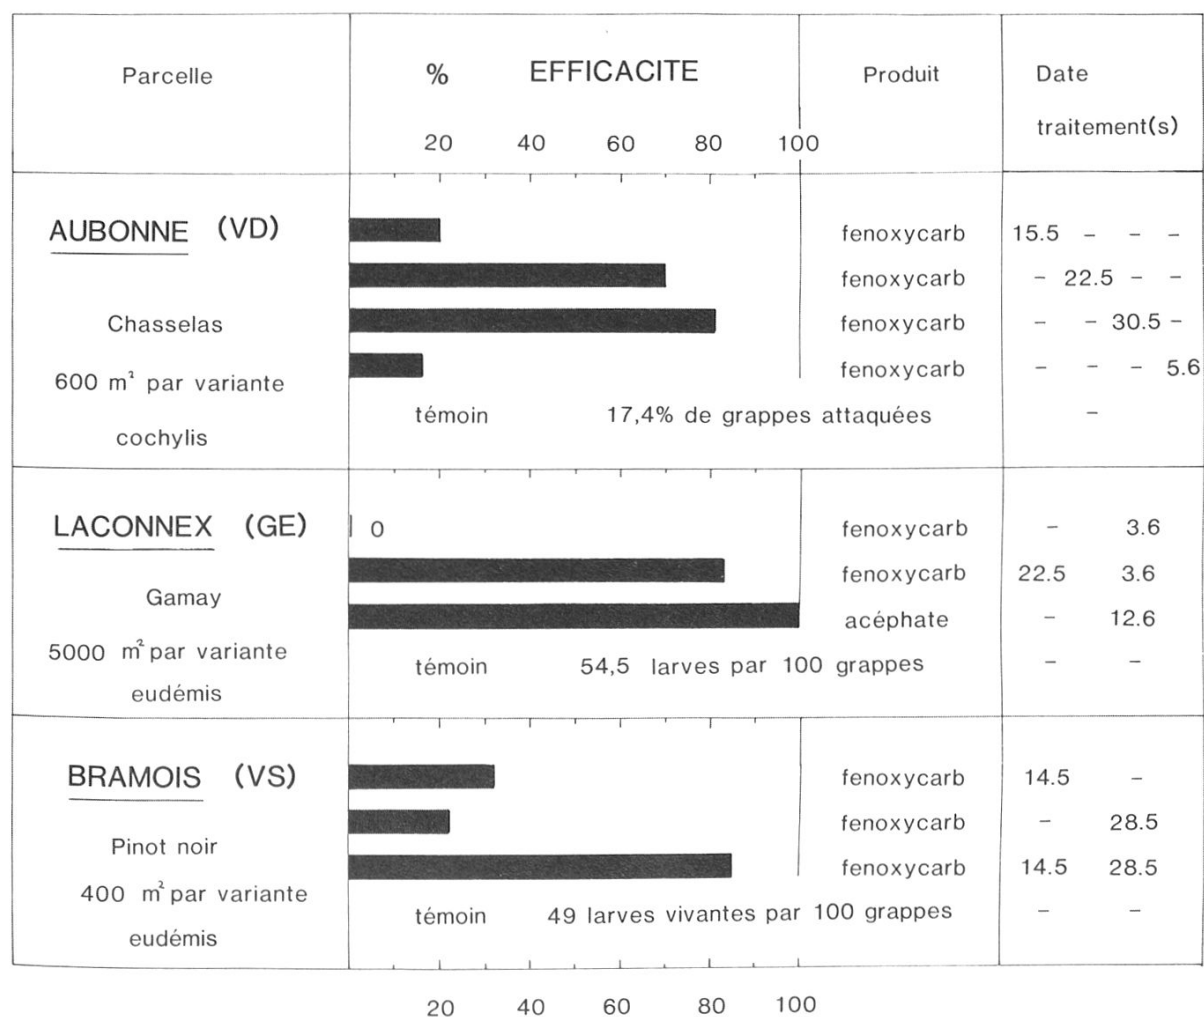 Parcelle % EFFICACITE Produit Date
traitement(s)
20 40 60 80 100
AUBONNE (VD) fenoxycarb 15.5 - - -
fenoxycarb - 22.5 - -
Chasselas fenoxycarb - - 30.5 -
600 m² par variante fenoxycarb - - - 5.6
témoin 17,4% de grappes attaquées -
cochylis
LACONNEX (GE) 0 fenoxycarb - 3.6
fenoxycarb 22.5 3.6
Gamay
acéphate - 12.6
5000 m² par variante
témoin 54,5 larves par 100 grappes - -
eudémis
BRAMOIS (VS) fenoxycarb 14.5 -
fenoxycarb - 28.5
Pinot noir
fenoxycarb 14.5 28.5
400 m² par variante
témoin 49 larves vivantes par 100 grappes - -
eudémis
20 40 60 80 100